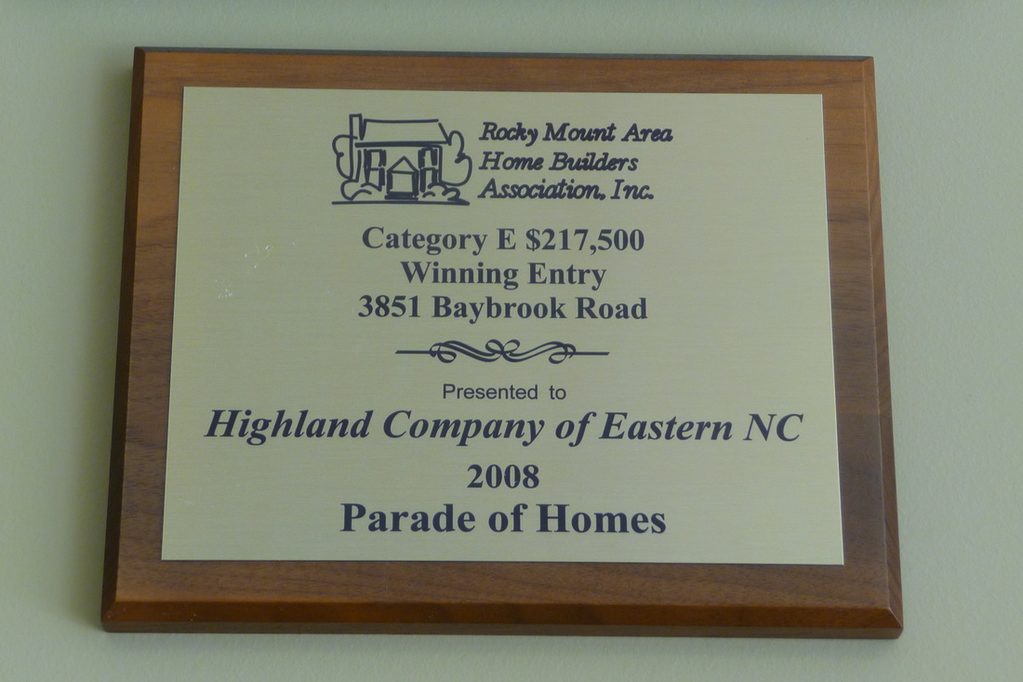 Rocky Mount Area
Home Builders
Association, Inc.
Category E $217,500
Winning Entry
3851 Baybrook Road
Presented to
Highland Company of Eastern NC
2008
Parade of Homes